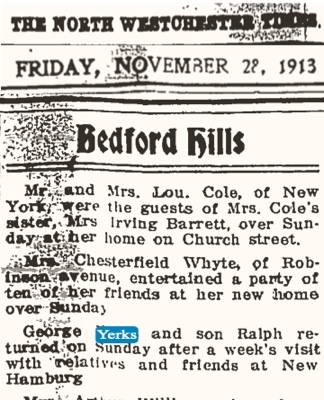 THE NORTH WESTCHESTER TIMES.
FRIDAY, NOVEMBER 28, 1913
Bedford Hills
Mr. and Mrs. Lou. Cole, of New
York, were the guests of Mrs. Cole's
sister, Mrs Irving Barrett, over Sun-
day at her home on Church street.
Mrs. Chesterfield Whyte, of Rob-
inson avenue, entertained a party of
ten of her friends at her new home
over Sunday
George Yerks and son Ralph re-
turned on Sunday after a week's visit
with relatives and friends at New
Hamburg